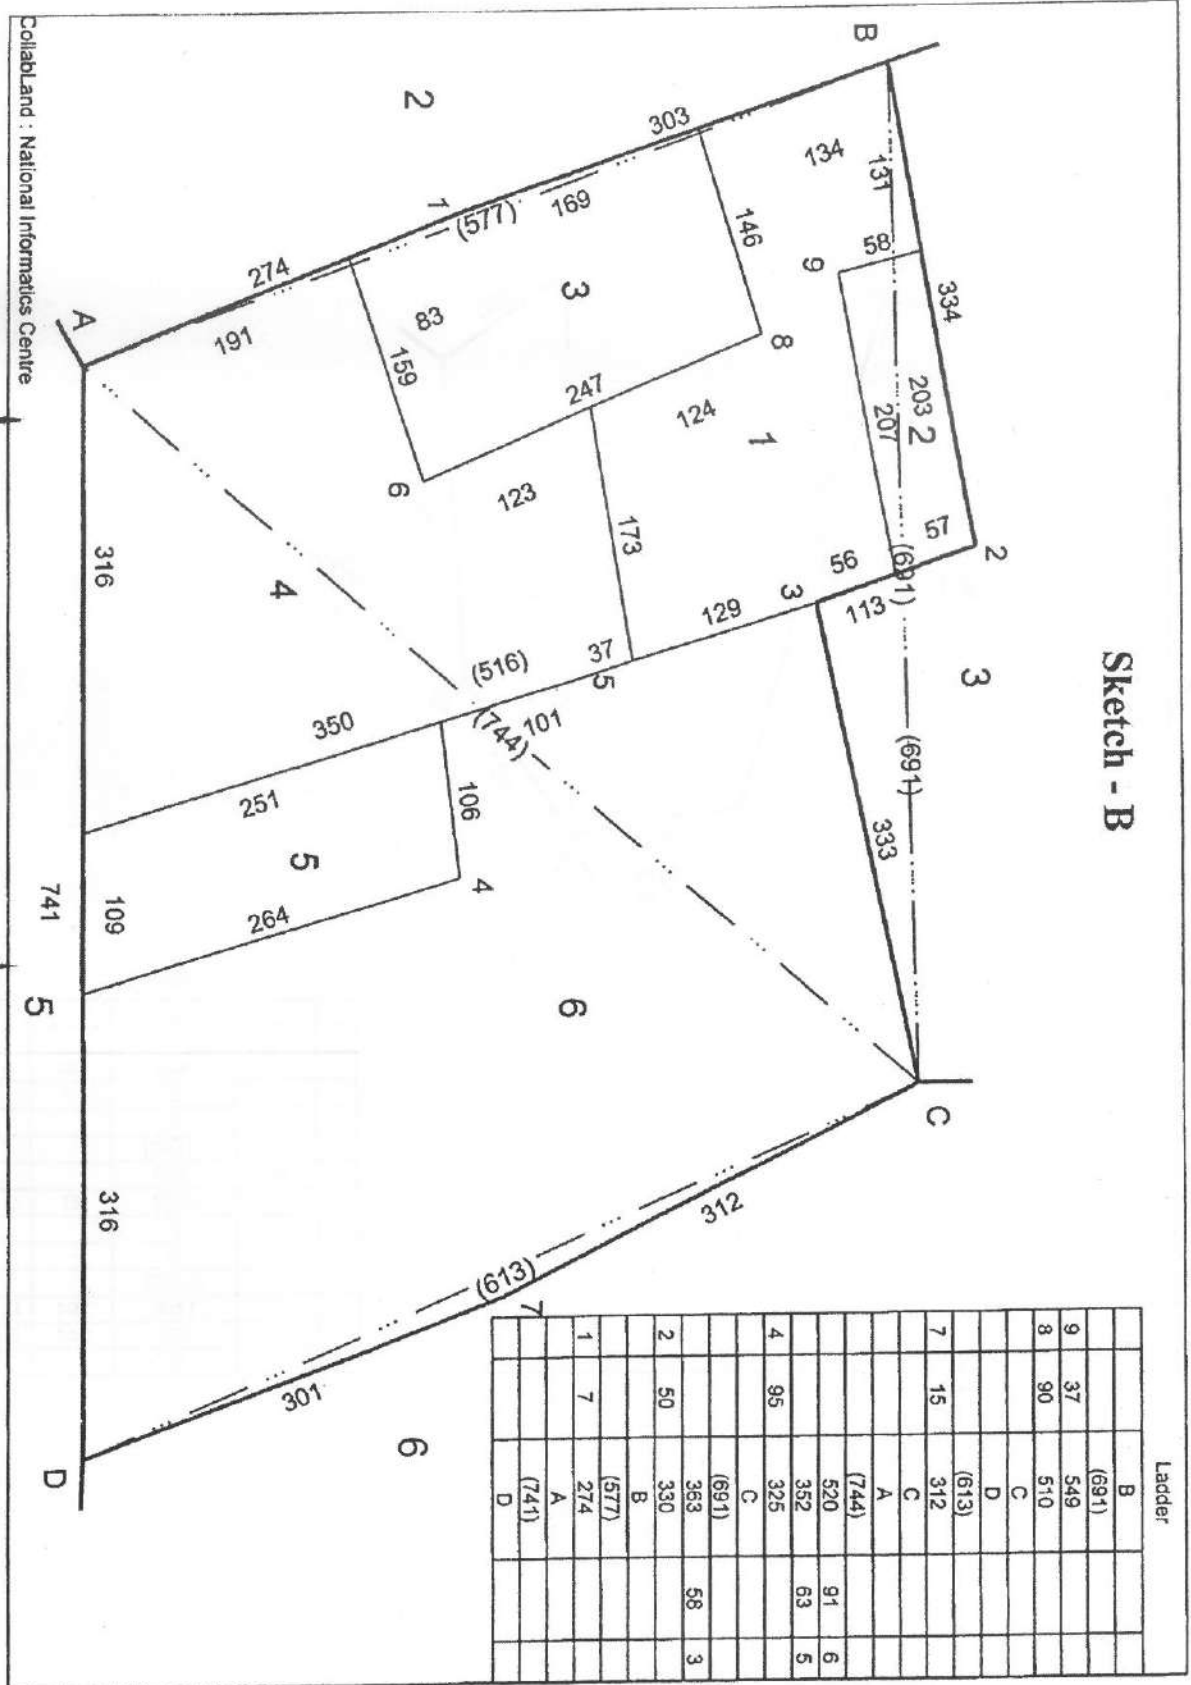 Sketch - B
B
131
134
303
2
58
334
9
146
(577)
169
1
3
8
203
2
207
247
124
1
274
191
83
159
6
123
173
57
2
56
(691)
113
3
3
129
A
316
4
(516)
37
5
(744)
101
350
251
106
4
5
109
264
741
5
6
(691)
333
C
316
312
(613)
7
301
6
D
Ladder
B
(691)
9 37 549
8 90 510
C
D
(613)
7 15 312
C
A
(744)
520 91 6
352 63 5
4 95 325
C
(691)
363 58 3
2 50 330
B
(577)
1 7 274
A
(741)
D
CollabLand : National Informatics Centre